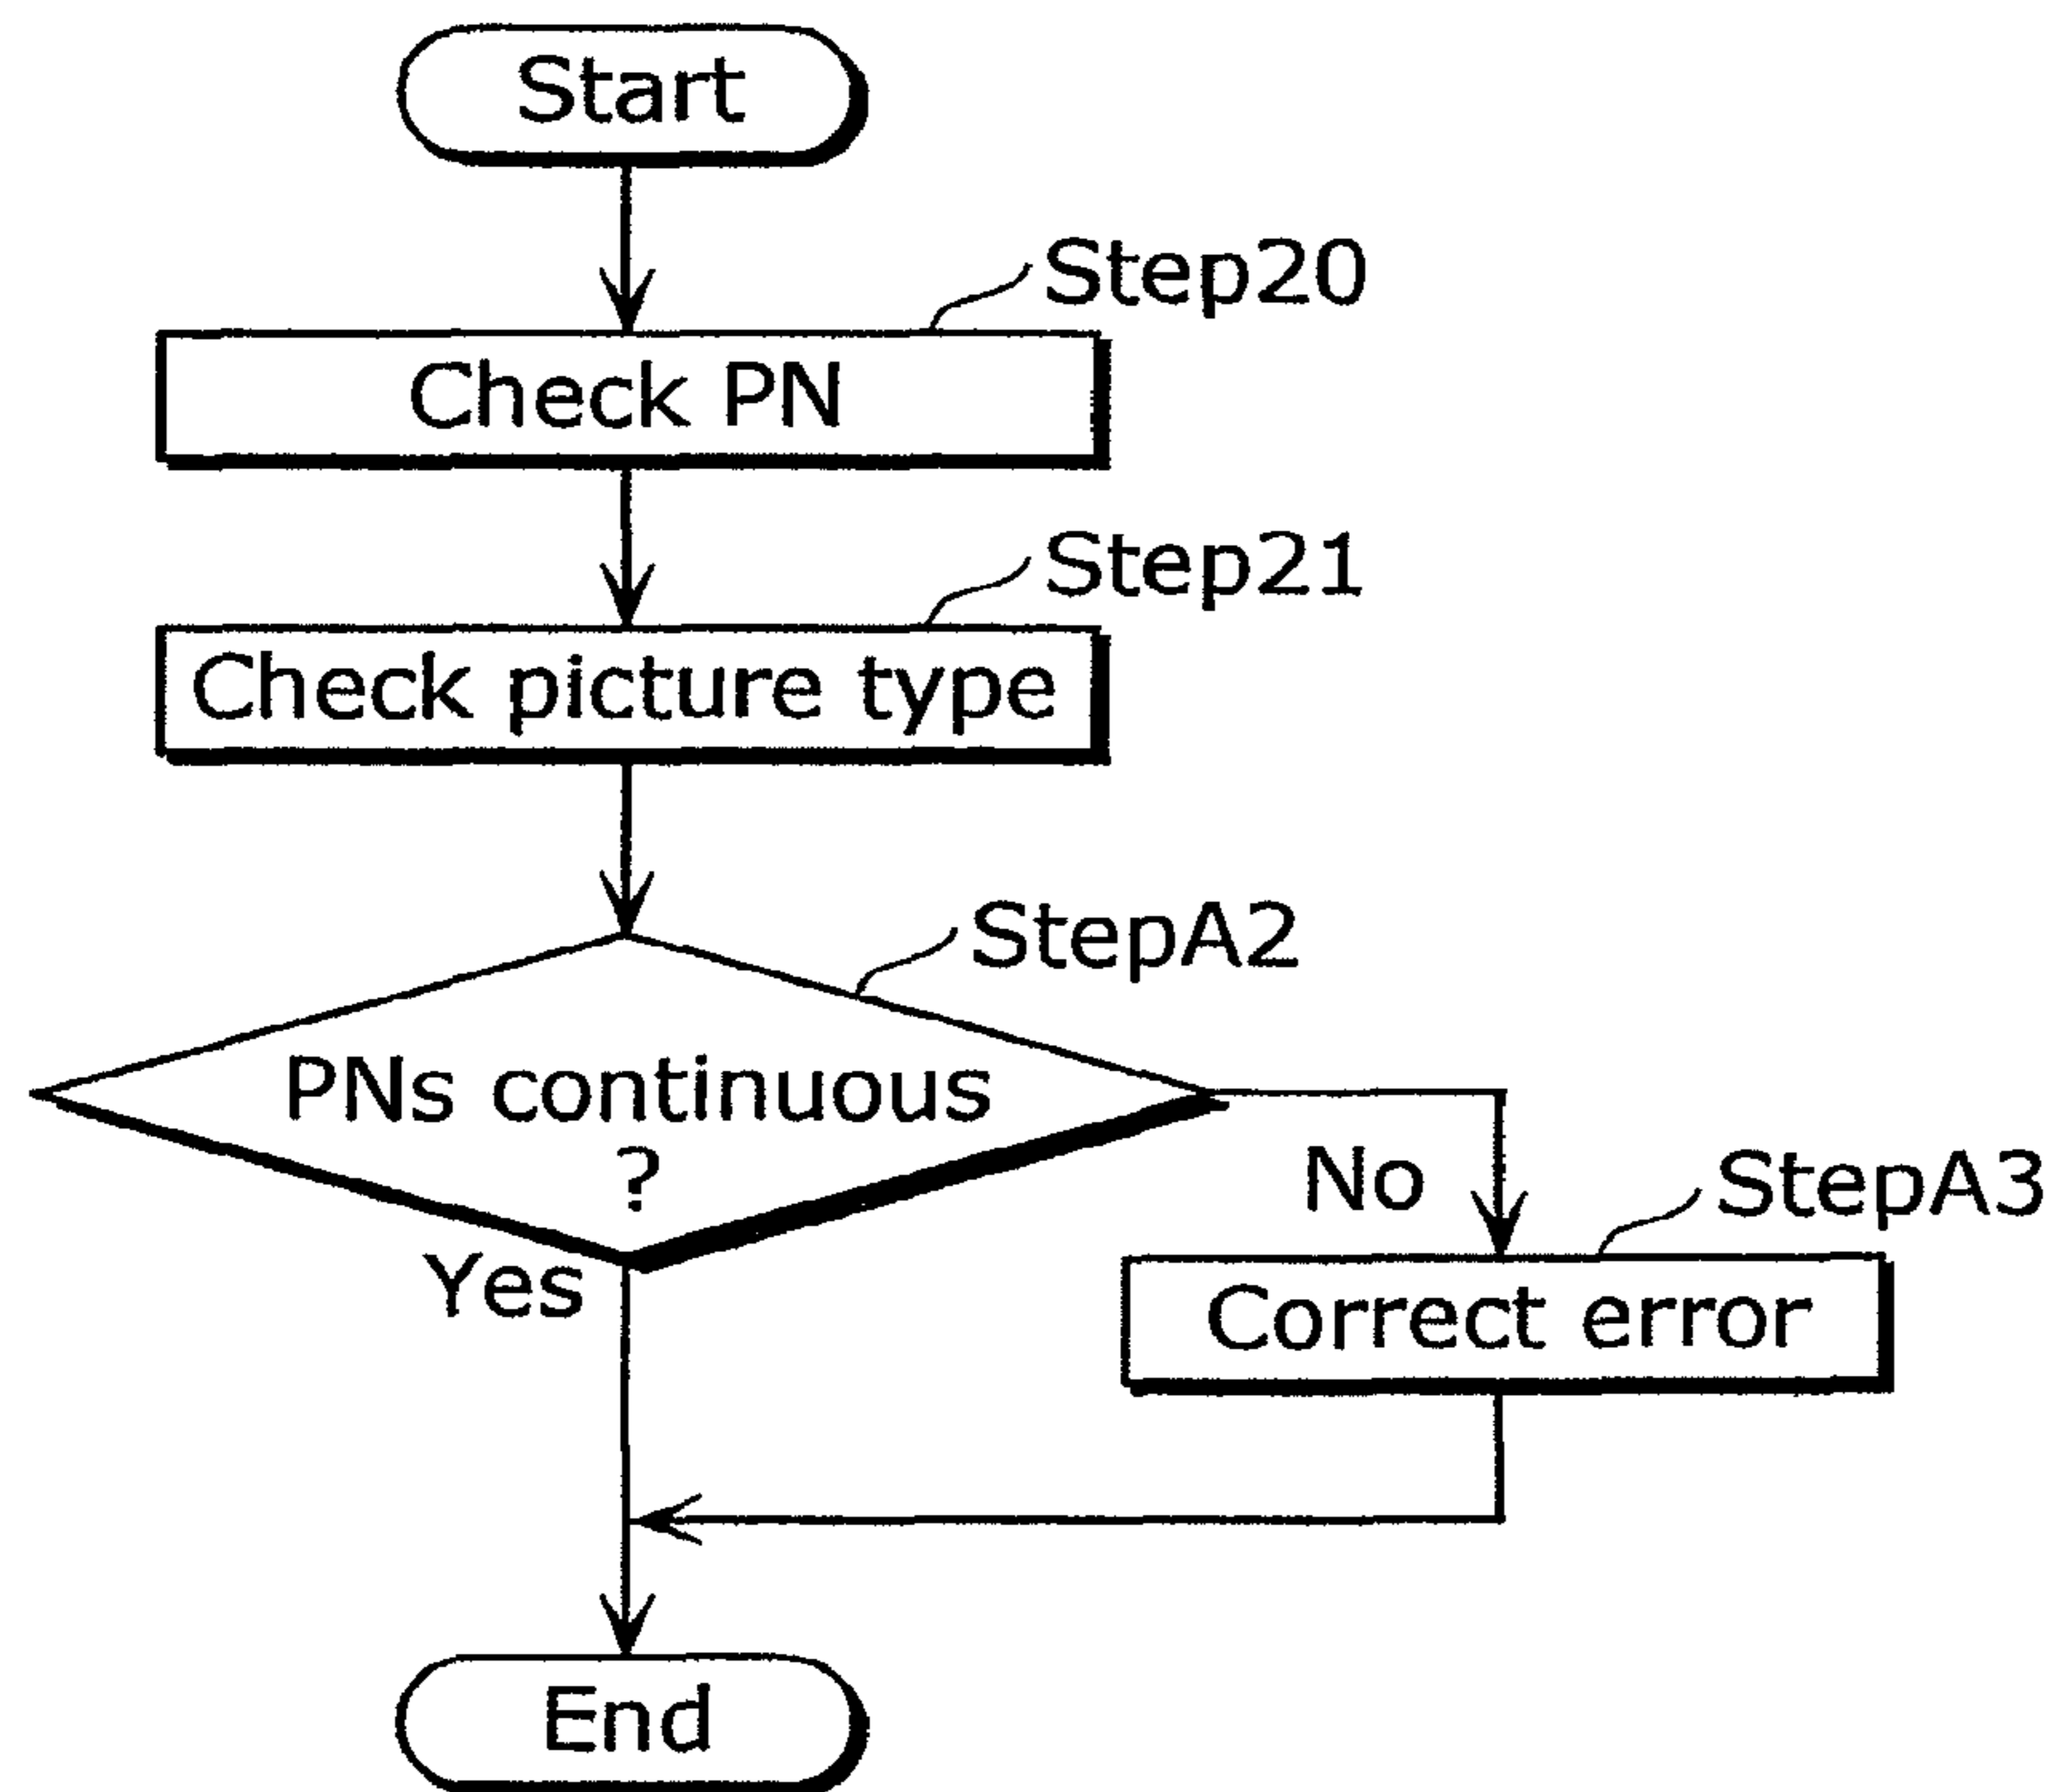 Start
Step20
Check PN
Step21
Check picture type
StepA2
PNs continuous
?
No
StepA3
Yes
Correct error
End